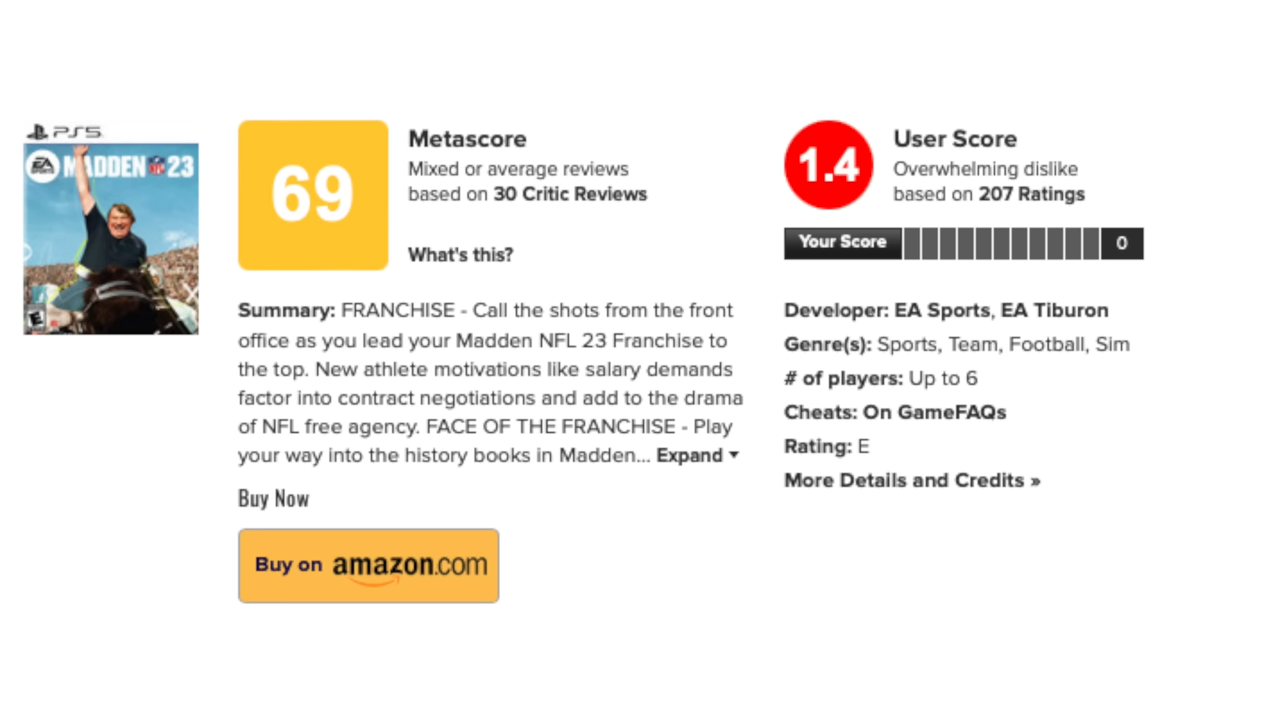 PS5
EA SPORTS MADDEN NFL 23
E
69
Metascore
Mixed or average reviews
based on 30 Critic Reviews
What's this?
Summary: FRANCHISE - Call the shots from the front
office as you lead your Madden NFL 23 Franchise to
the top. New athlete motivations like salary demands
factor into contract negotiations and add to the drama
of NFL free agency. FACE OF THE FRANCHISE - Play
your way into the history books in Madden... Expand
Buy Now
Buy on amazon.com
1.4
User Score
Overwhelming dislike
based on 207 Ratings
Your Score 0
Developer: EA Sports, EA Tiburon
Genre(s): Sports, Team, Football, Sim
# of players: Up to 6
Cheats: On GameFAQs
Rating: E
More Details and Credits »